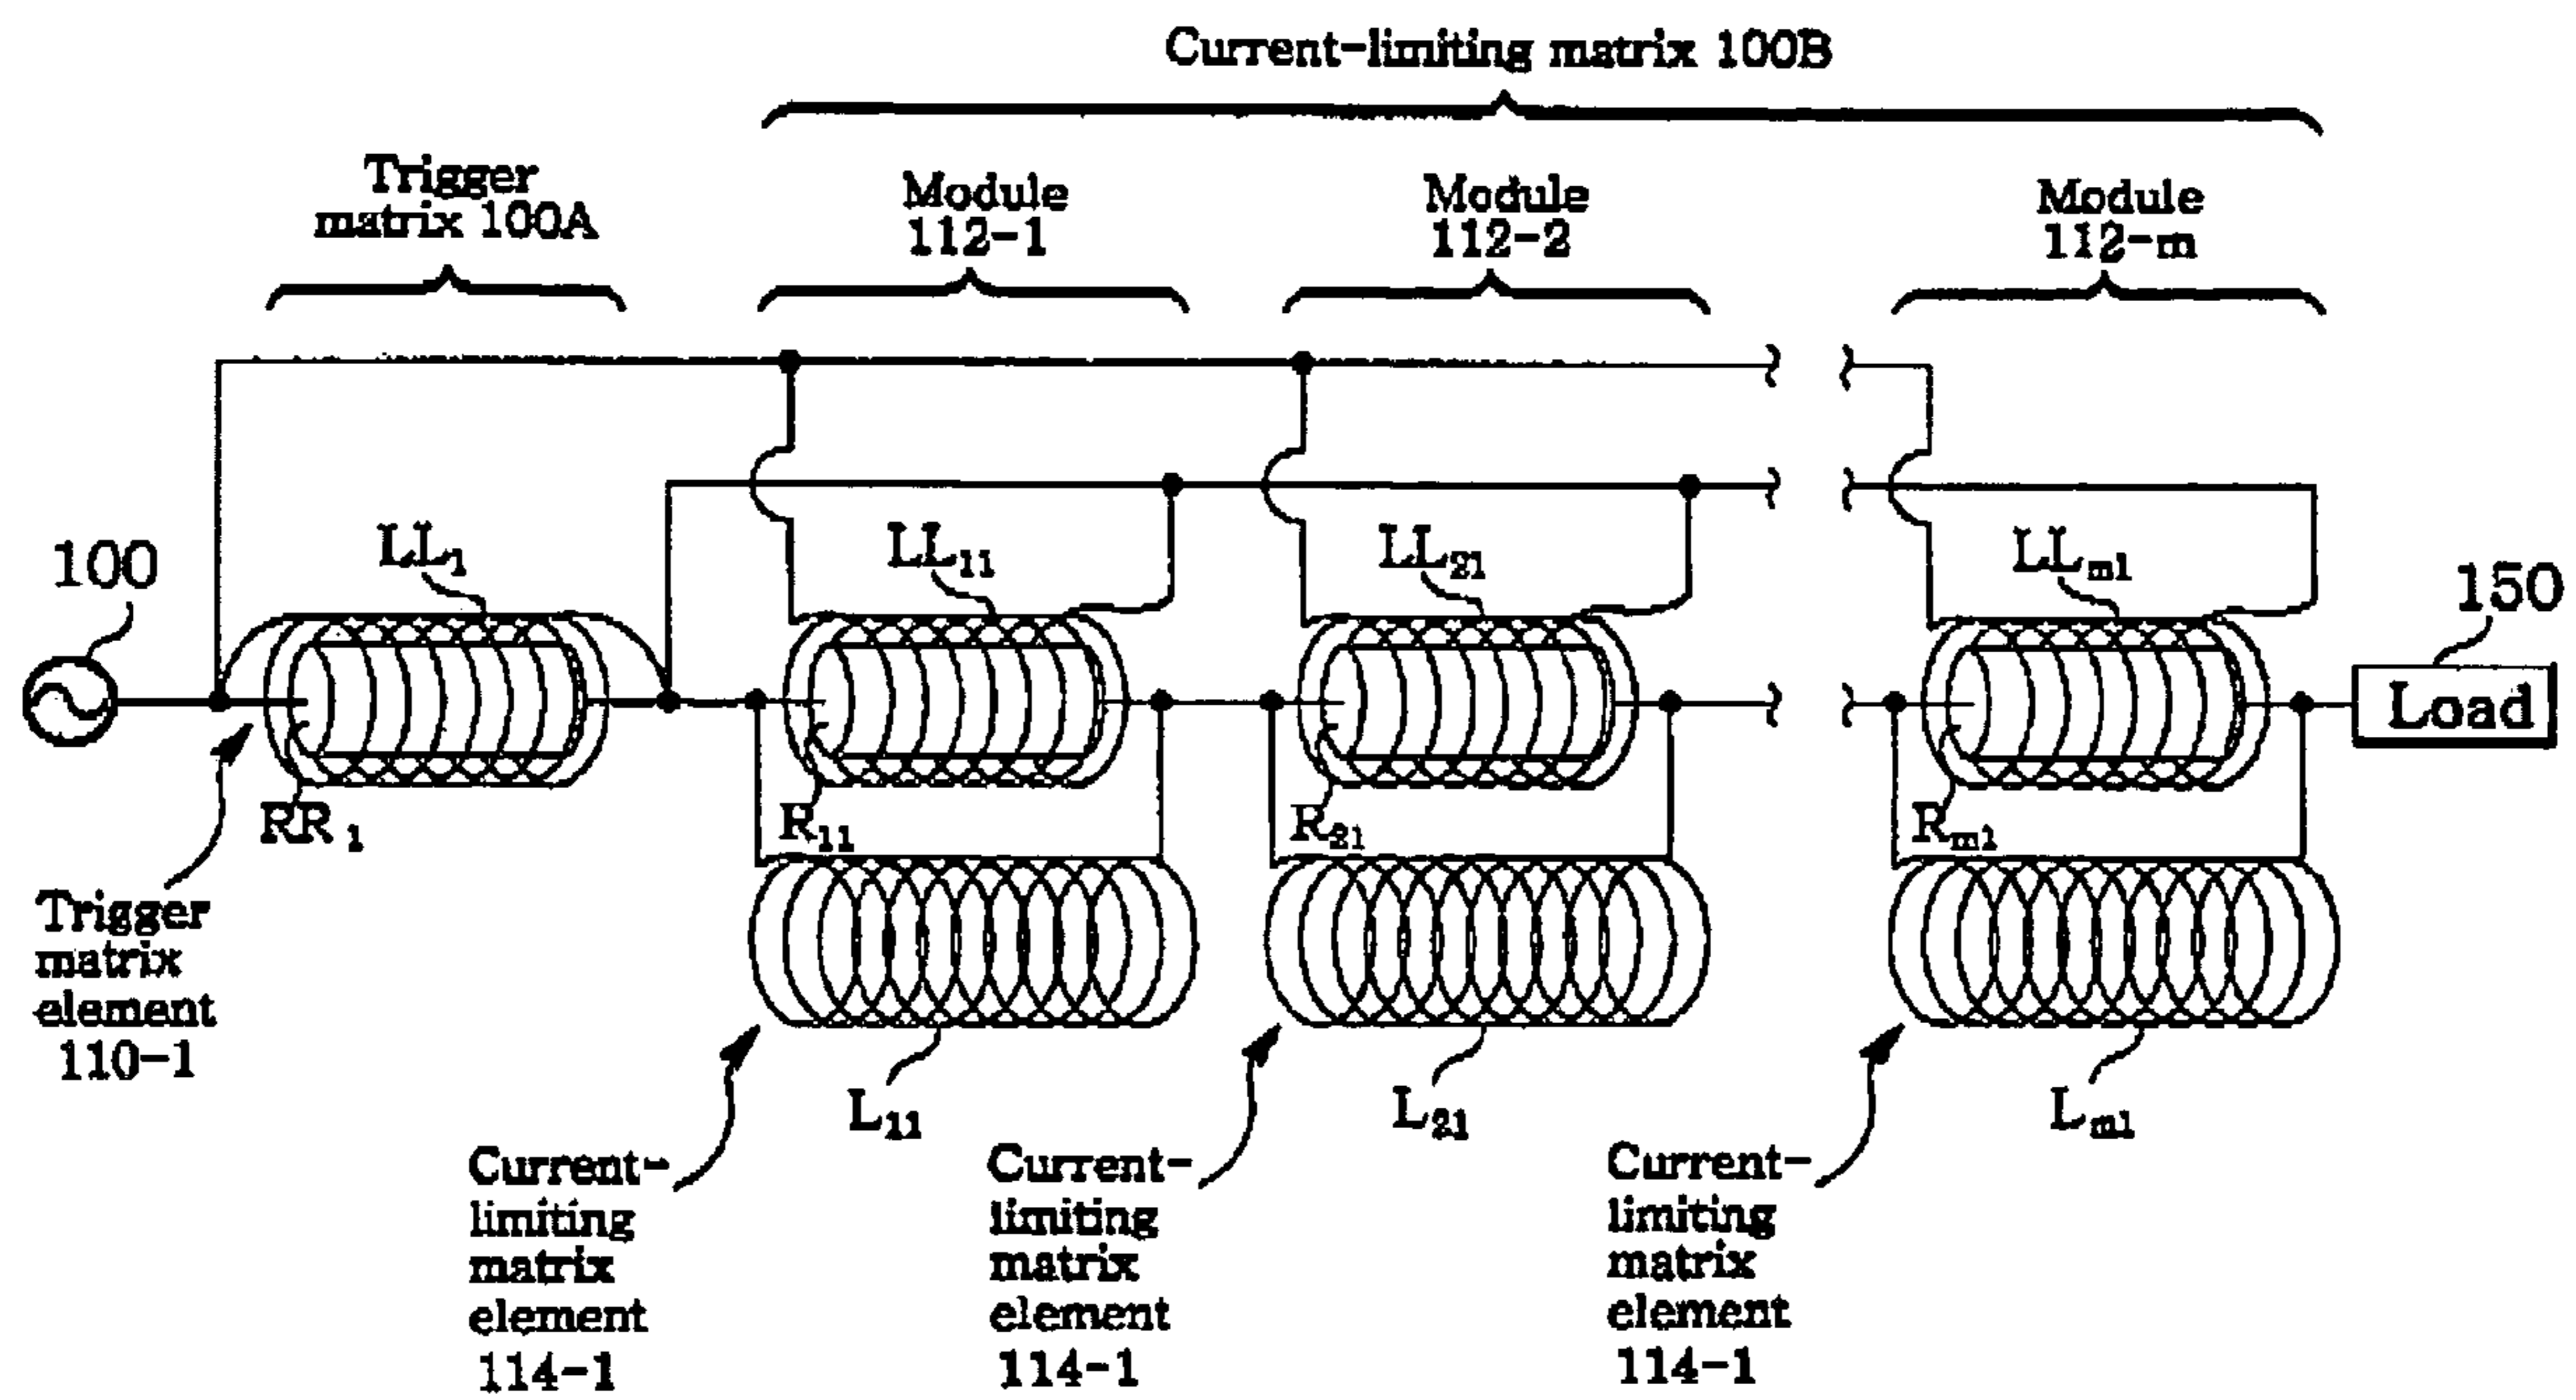 Current-limiting matrix 100B
Trigger
matrix 100A
Module
112-1
Module
112-2
Module
112-m
100
LL₁
LL₁₁
LL₂₁
LLₘ₁
150
Load
RR₁
R₁₁
R₂₁
Rₘ₁
Trigger
matrix
element
110-1
L₁₁
L₂₁
Lₘ₁
Current-
limiting
matrix
element
114-1
Current-
limiting
matrix
element
114-1
Current-
limiting
matrix
element
114-1